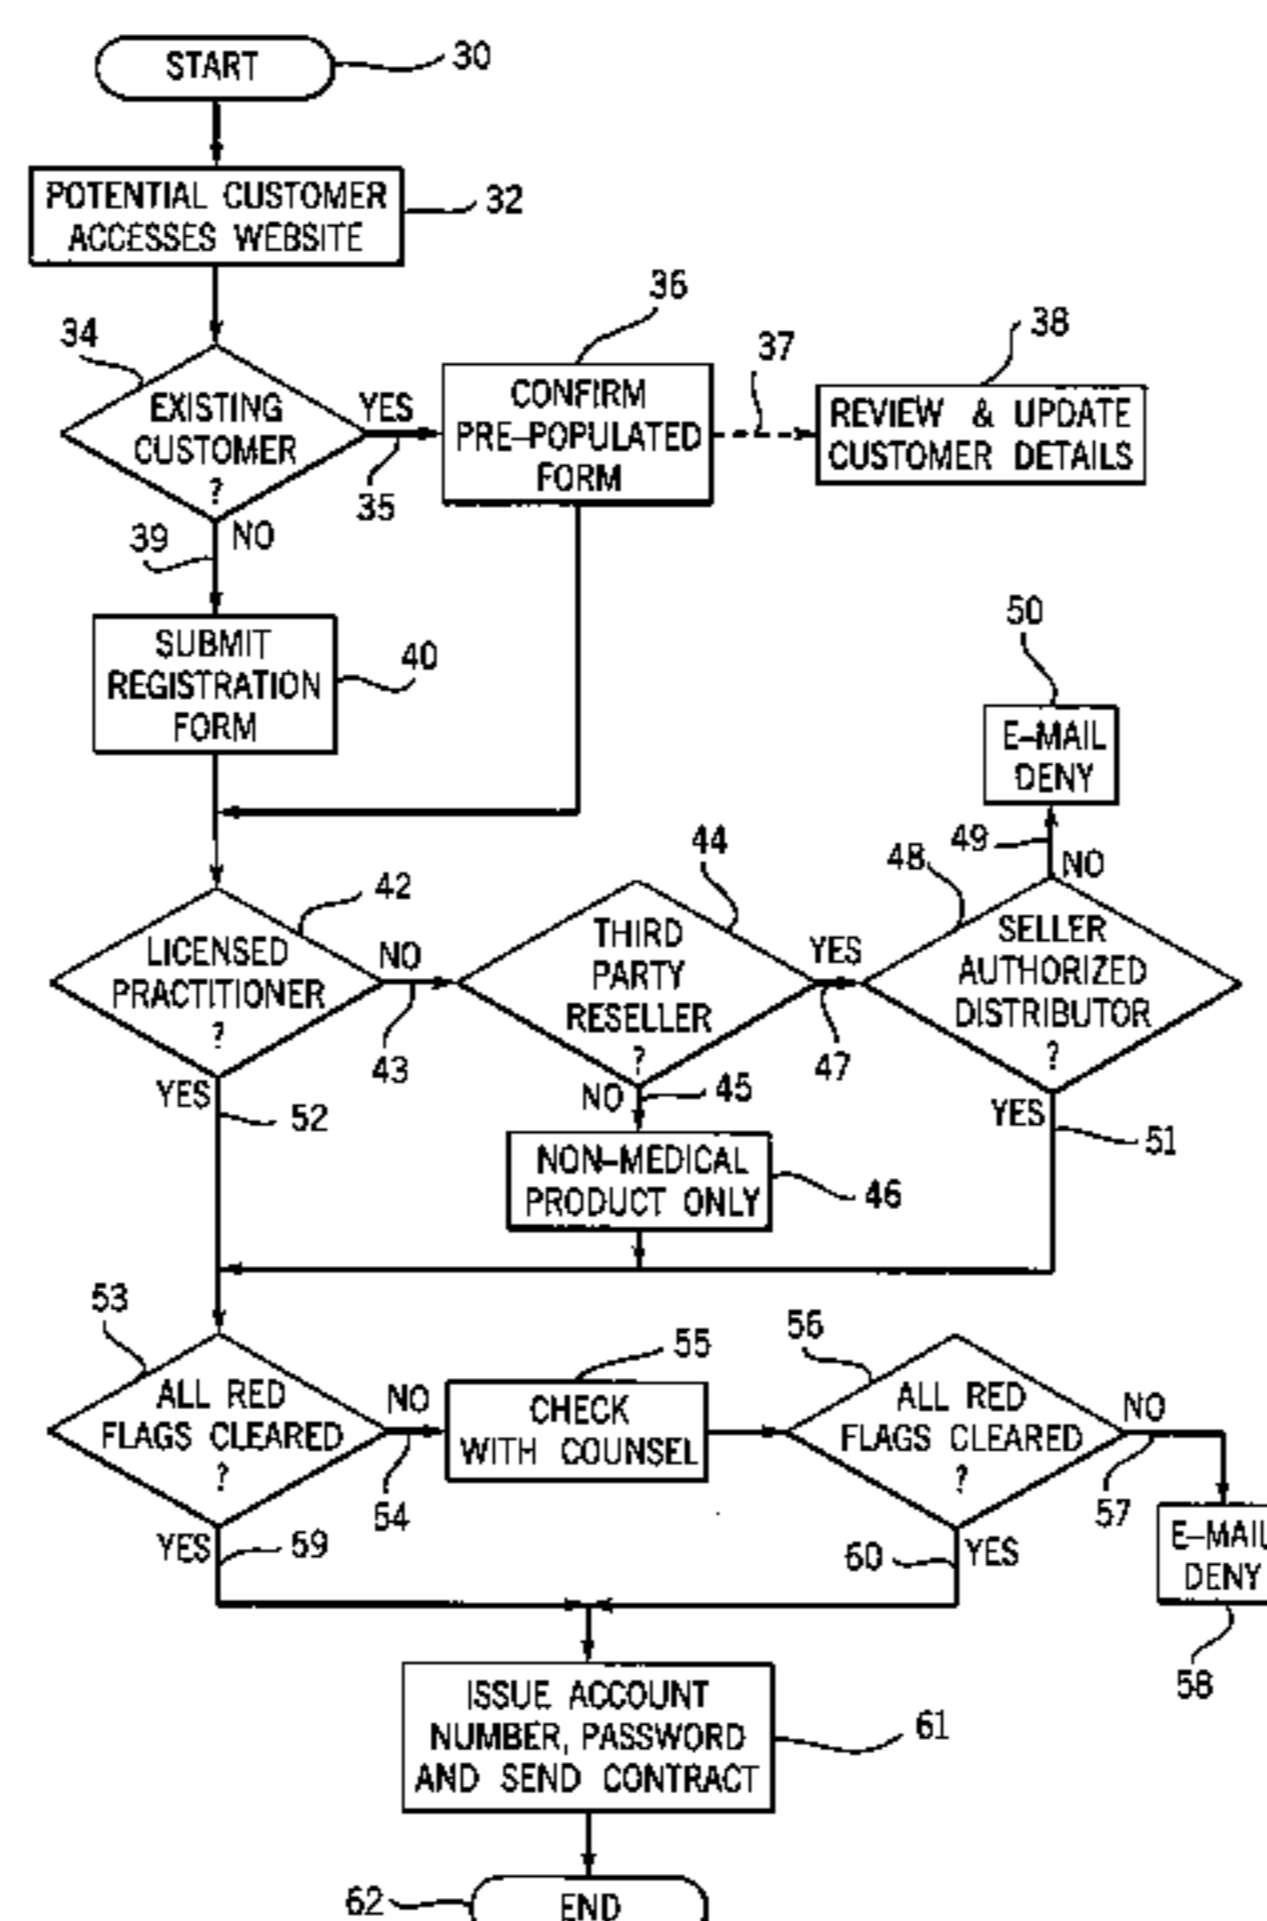 START
30
POTENTIAL CUSTOMER
ACCESSES WEBSITE
32
34
EXISTING
CUSTOMER
?
YES
35
NO
39
36
CONFIRM
PRE-POPULATED
FORM
37
38
REVIEW & UPDATE
CUSTOMER DETAILS
SUBMIT
REGISTRATION
FORM
40
50
E-MAIL
DENY
42
LICENSED
PRACTITIONER
?
NO
43
YES
52
44
THIRD
PARTY
RESELLER
?
YES
47
NO
45
48
49
NO
SELLER
AUTHORIZED
DISTRIBUTOR
?
YES
51
NON-MEDICAL
PRODUCT ONLY
46
53
ALL RED
FLAGS CLEARED
?
NO
54
YES
59
55
CHECK
WITH COUNSEL
56
ALL RED
FLAGS CLEARED
?
NO
57
60
YES
E-MAIL
DENY
58
ISSUE ACCOUNT
NUMBER, PASSWORD
AND SEND CONTRACT
61
62
END